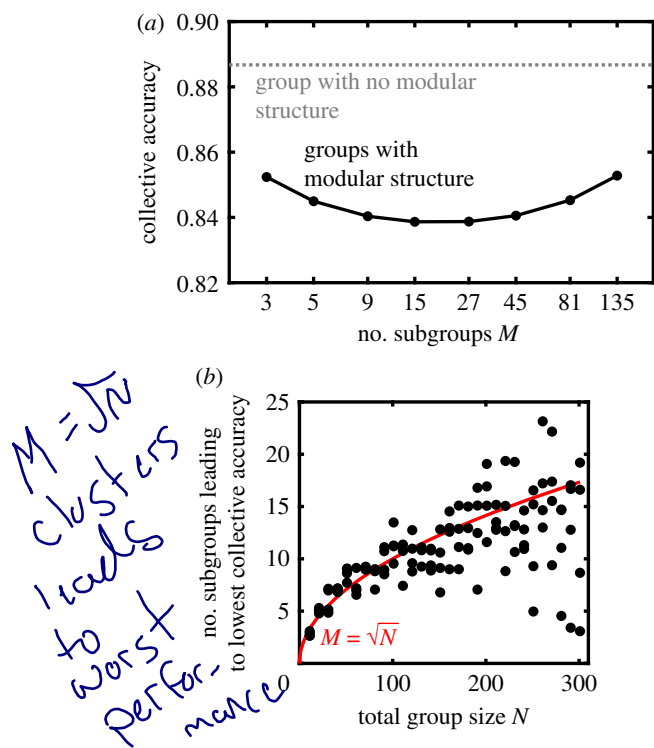 (a)
0.90
0.88
0.86
0.84
0.82
collective accuracy
group with no modular
structure
groups with
modular structure
3 5 9 15 27 45 81 135
no. subgroups M
M = √N
clusters
leads
to
worst
perfor-
mance
(b)
25
20
15
10
5
0
no. subgroups leading
to lowest collective accuracy
M = √N
100 200 300
total group size N